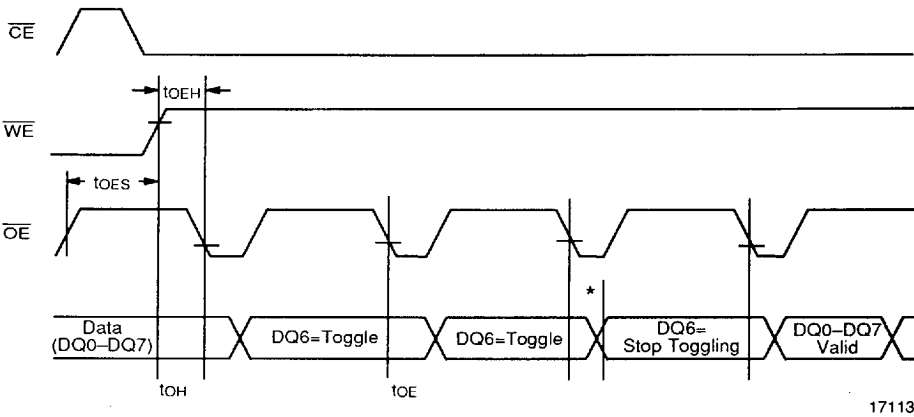 CE
tOEH
WE
tOES
OE
*
Data
(DQ0–DQ7)
DQ6=Toggle
DQ6=Toggle
DQ6=
Stop Toggling
DQ0–DQ7
Valid
tOH
tOE
17113